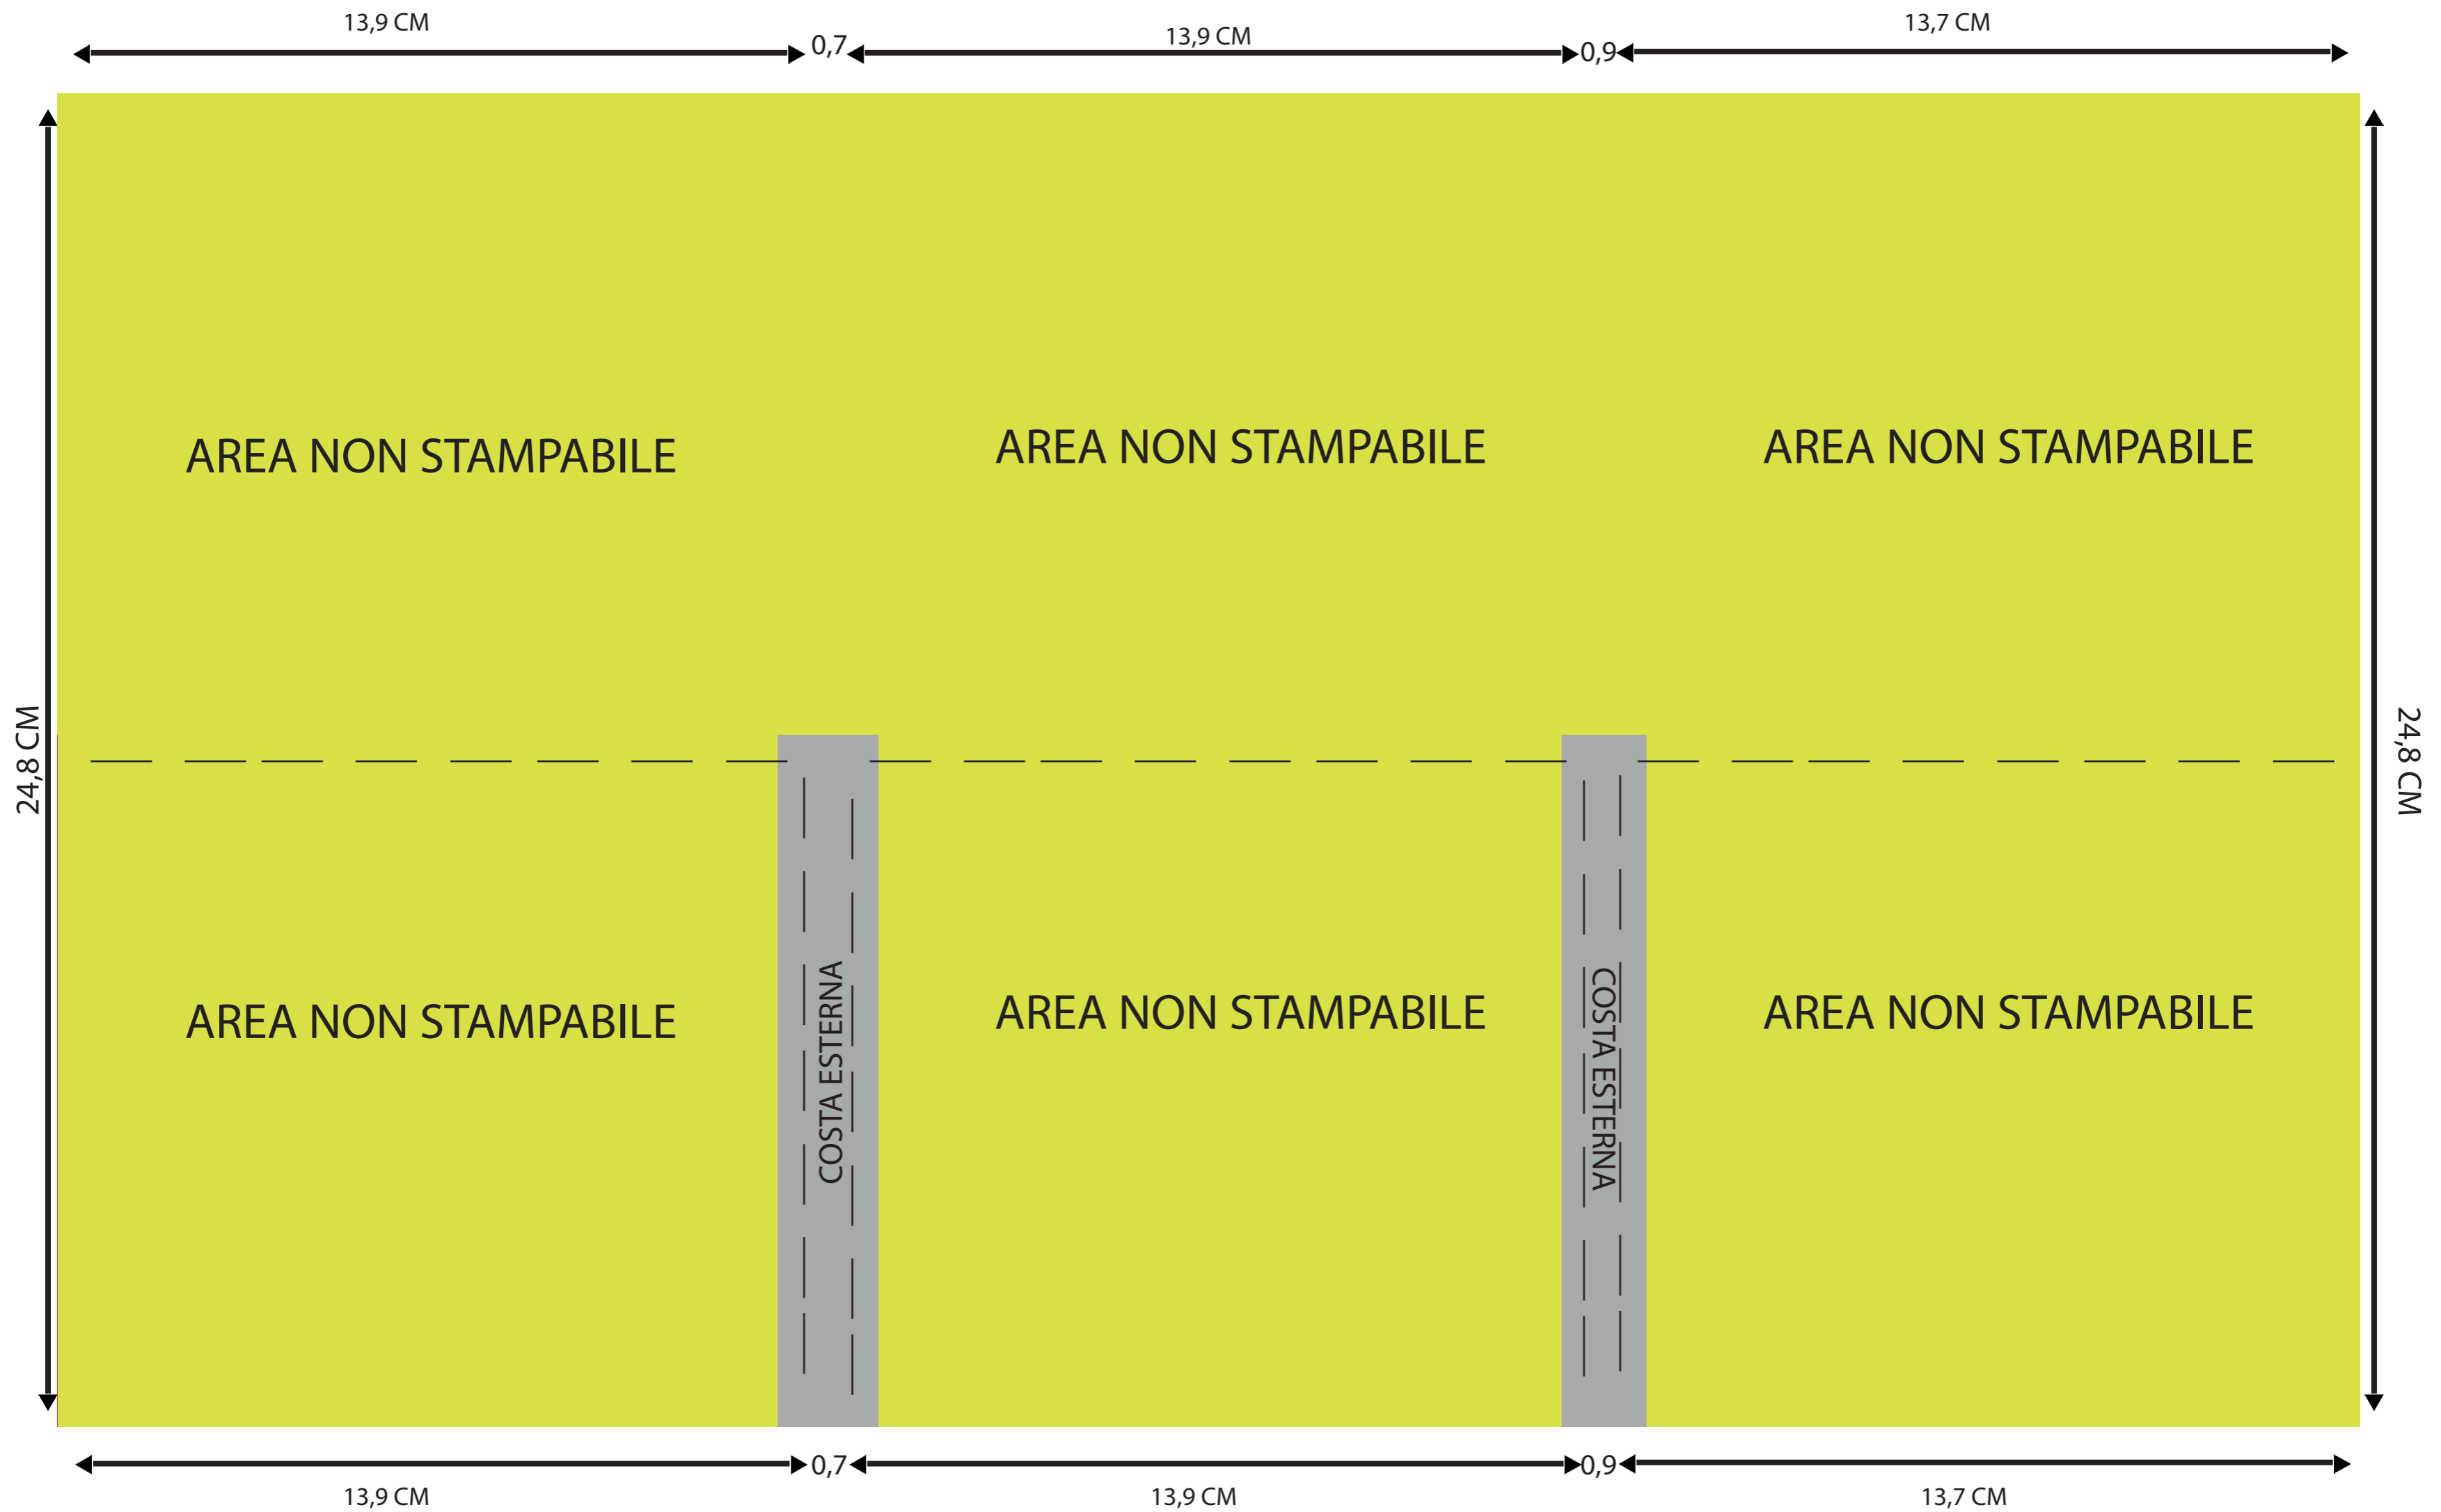 13,9 CM
0,7
13,9 CM
0,9
13,7 CM
AREA NON STAMPABILE
AREA NON STAMPABILE
AREA NON STAMPABILE
24,8 CM
24,8 CM
AREA NON STAMPABILE
COSTA ESTERNA
AREA NON STAMPABILE
COSTA ESTERNA
AREA NON STAMPABILE
0,7
0,9
13,9 CM
13,9 CM
13,7 CM